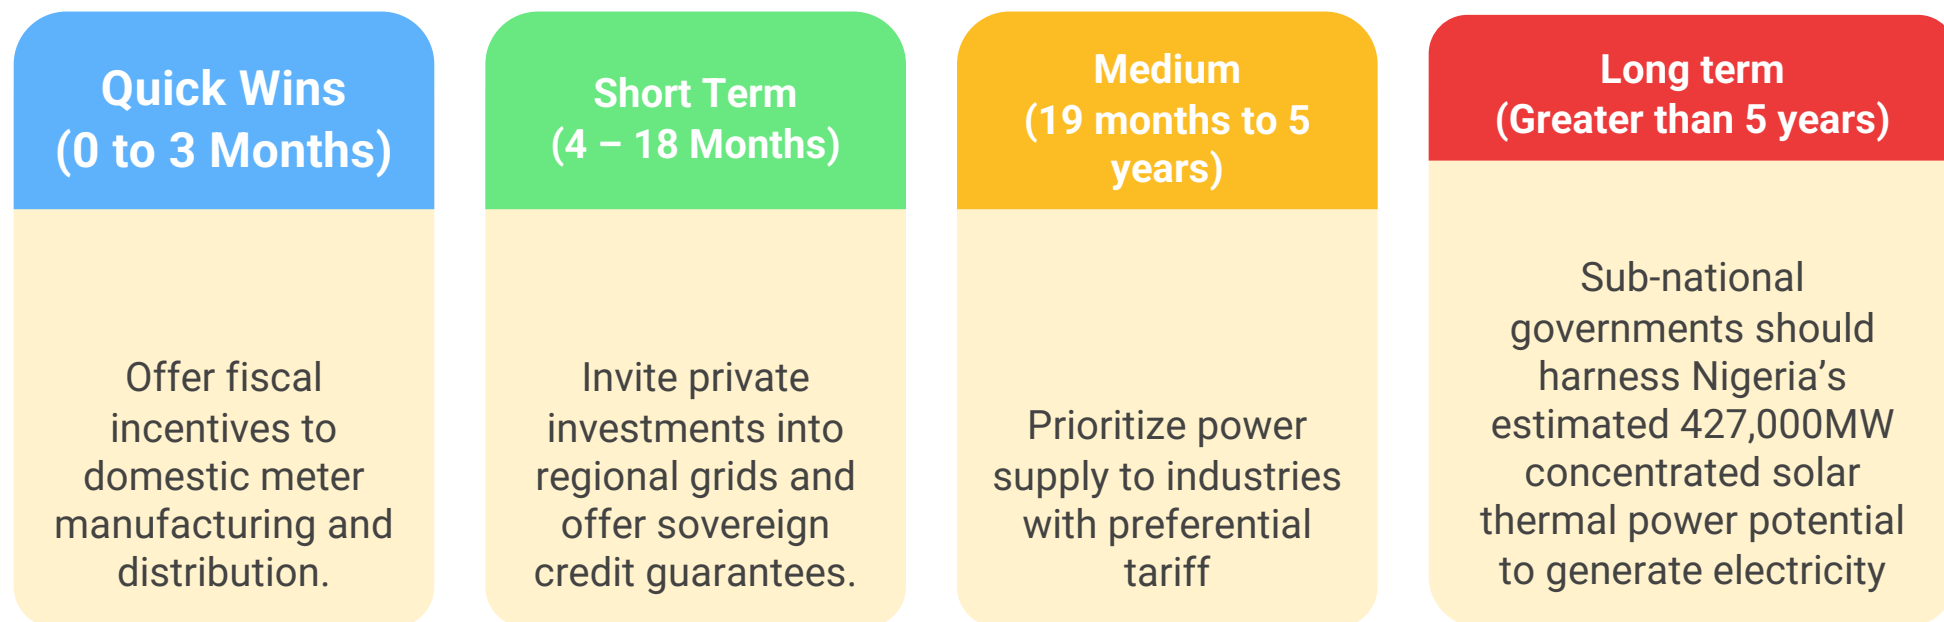 Quick Wins
(0 to 3 Months)
Offer fiscal
incentives to
domestic meter
manufacturing and
distribution.
Short Term
(4 – 18 Months)
Invite private
investments into
regional grids and
offer sovereign
credit guarantees.
Medium
(19 months to 5
years)
Prioritize power
supply to industries
with preferential
tariff
Long term
(Greater than 5 years)
Sub-national
governments should
harness Nigeria’s
estimated 427,000MW
concentrated solar
thermal power potential
to generate electricity